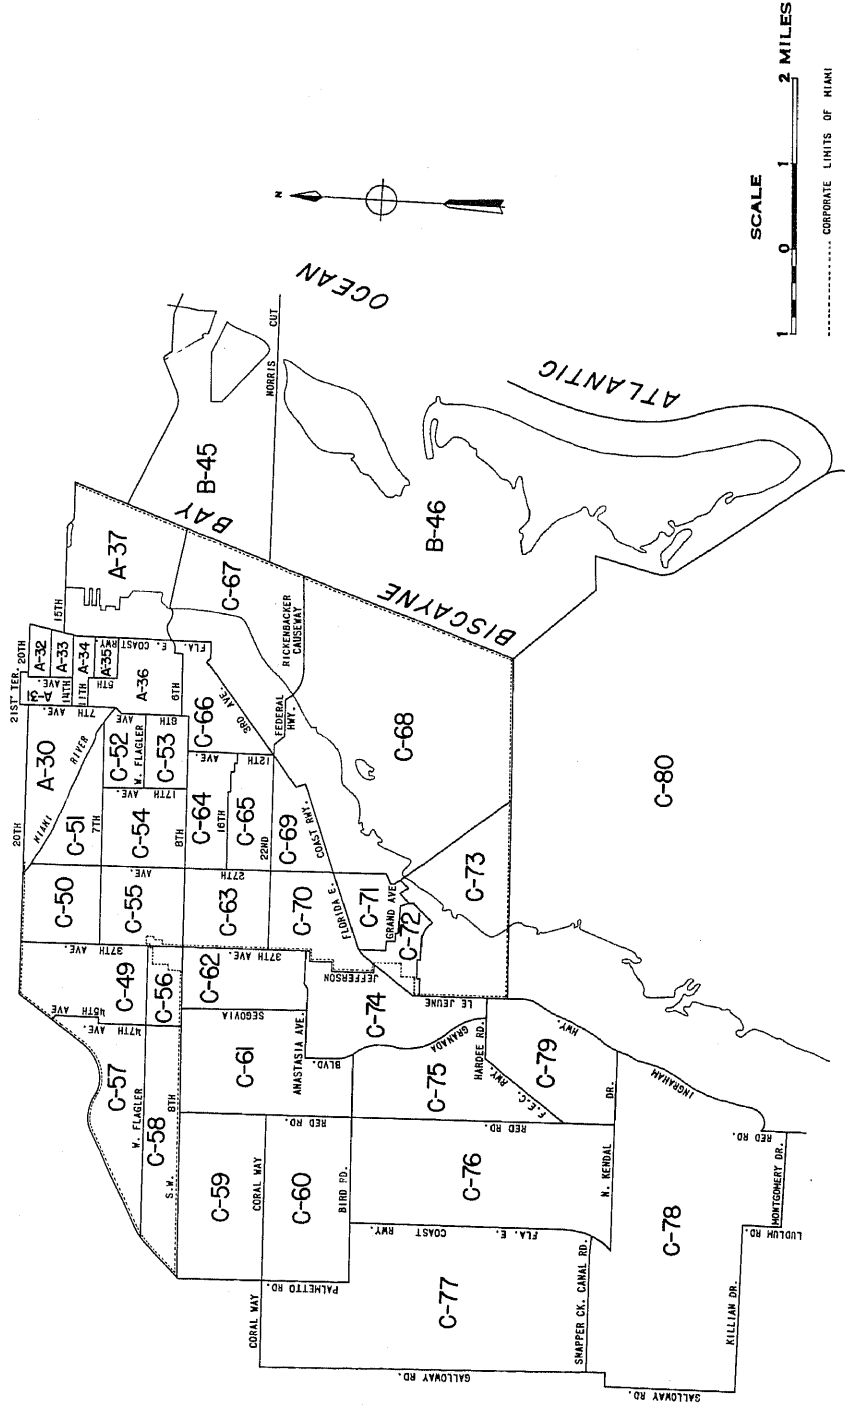 N
OCEAN
ATLANTIC
BISCAYNE
BAY
SCALE
1 0 1 2 MILES
CORPORATE LIMITS OF MIAMI
NORRIS CUT
RICKENBACKER
CAUSEWAY
FEDERAL
HWY.
3RD AVE.
FLA. E. COAST RWY.
21ST TER.
20TH
15TH
14TH
11TH
5TH
AVE.
7TH AVE.
6TH
8TH AVE
MIAMI RIVER
20TH
7TH
W. FLAGLER
17TH AVE.
8TH
16TH
12TH AVE.
22ND
27TH AVE.
COAST RWY.
FLORIDA E.
GRAND AVE
37TH AVE.
37TH AVE.
JEFFERSON
LE JEUNE
45TH AVE
47TH AVE.
SEGOVIA
ANASTASIA AVE.
BLVD.
GRANADA
HARDEE RD.
F.E.C. RWY.
INGRAHAM HWY.
W. FLAGLER
S.W. 8TH
RED RD.
RED RD.
RED RD.
CORAL WAY
BIRD RD.
N. KENDAL DR.
FLA. E. COAST RWY.
PALMETTO RD.
CORAL WAY
SNAPPER CK. CANAL RD.
GALLOWAY RD.
GALLOWAY RD.
KILLIAN DR.
LUDLUM RD.
MONTGOMERY DR.
A-30
A-31
A-32
A-33
A-34
A-35
A-36
A-37
B-45
B-46
C-49
C-50
C-51
C-52
C-53
C-54
C-55
C-56
C-57
C-58
C-59
C-60
C-61
C-62
C-63
C-64
C-65
C-66
C-67
C-68
C-69
C-70
C-71
C-72
C-73
C-74
C-75
C-76
C-77
C-78
C-79
C-80